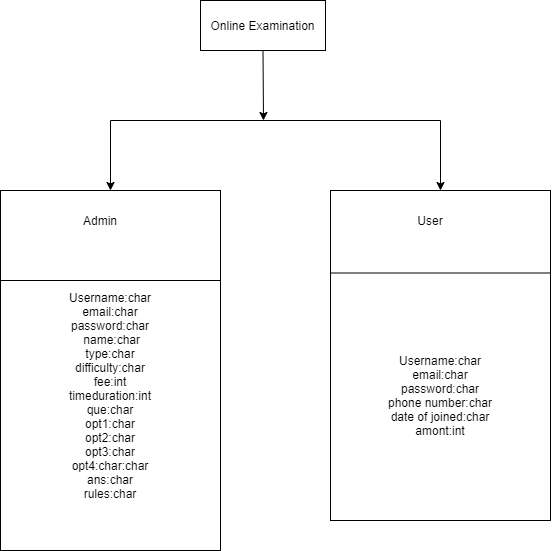 Online Examination
Admin
Username:char
email:char
password:char
name:char
type:char
difficulty:char
fee:int
timeduration:int
que:char
opt1:char
opt2:char
opt3:char
opt4:char:char
ans:char
rules:char
User
Username:char
email:char
password:char
phone number:char
date of joined:char
amont:int